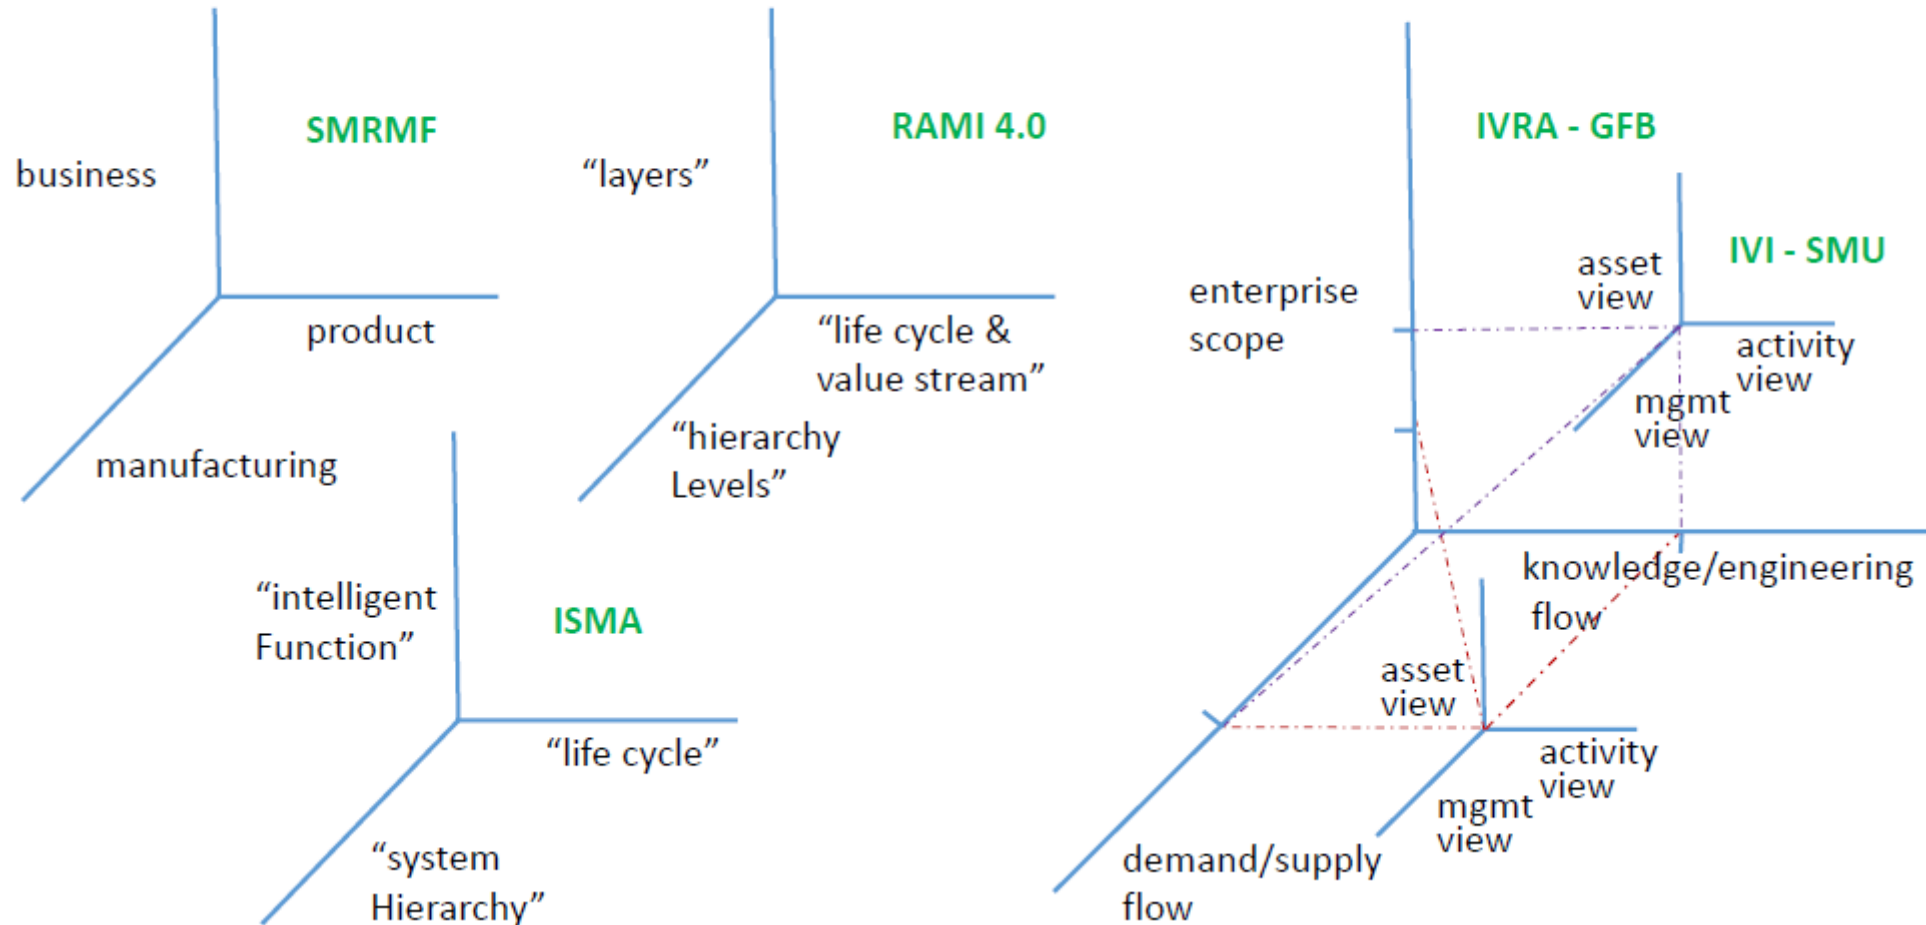 SMRMF
business
product
manufacturing
RAMI 4.0
“layers”
“life cycle &
value stream”
“hierarchy
Levels”
“intelligent
Function”
ISMA
“life cycle”
“system
Hierarchy”
IVRA - GFB
enterprise
scope
IVI - SMU
asset
view
activity
view
mgmt
view
knowledge/engineering
flow
asset
view
activity
view
mgmt
view
demand/supply
flow